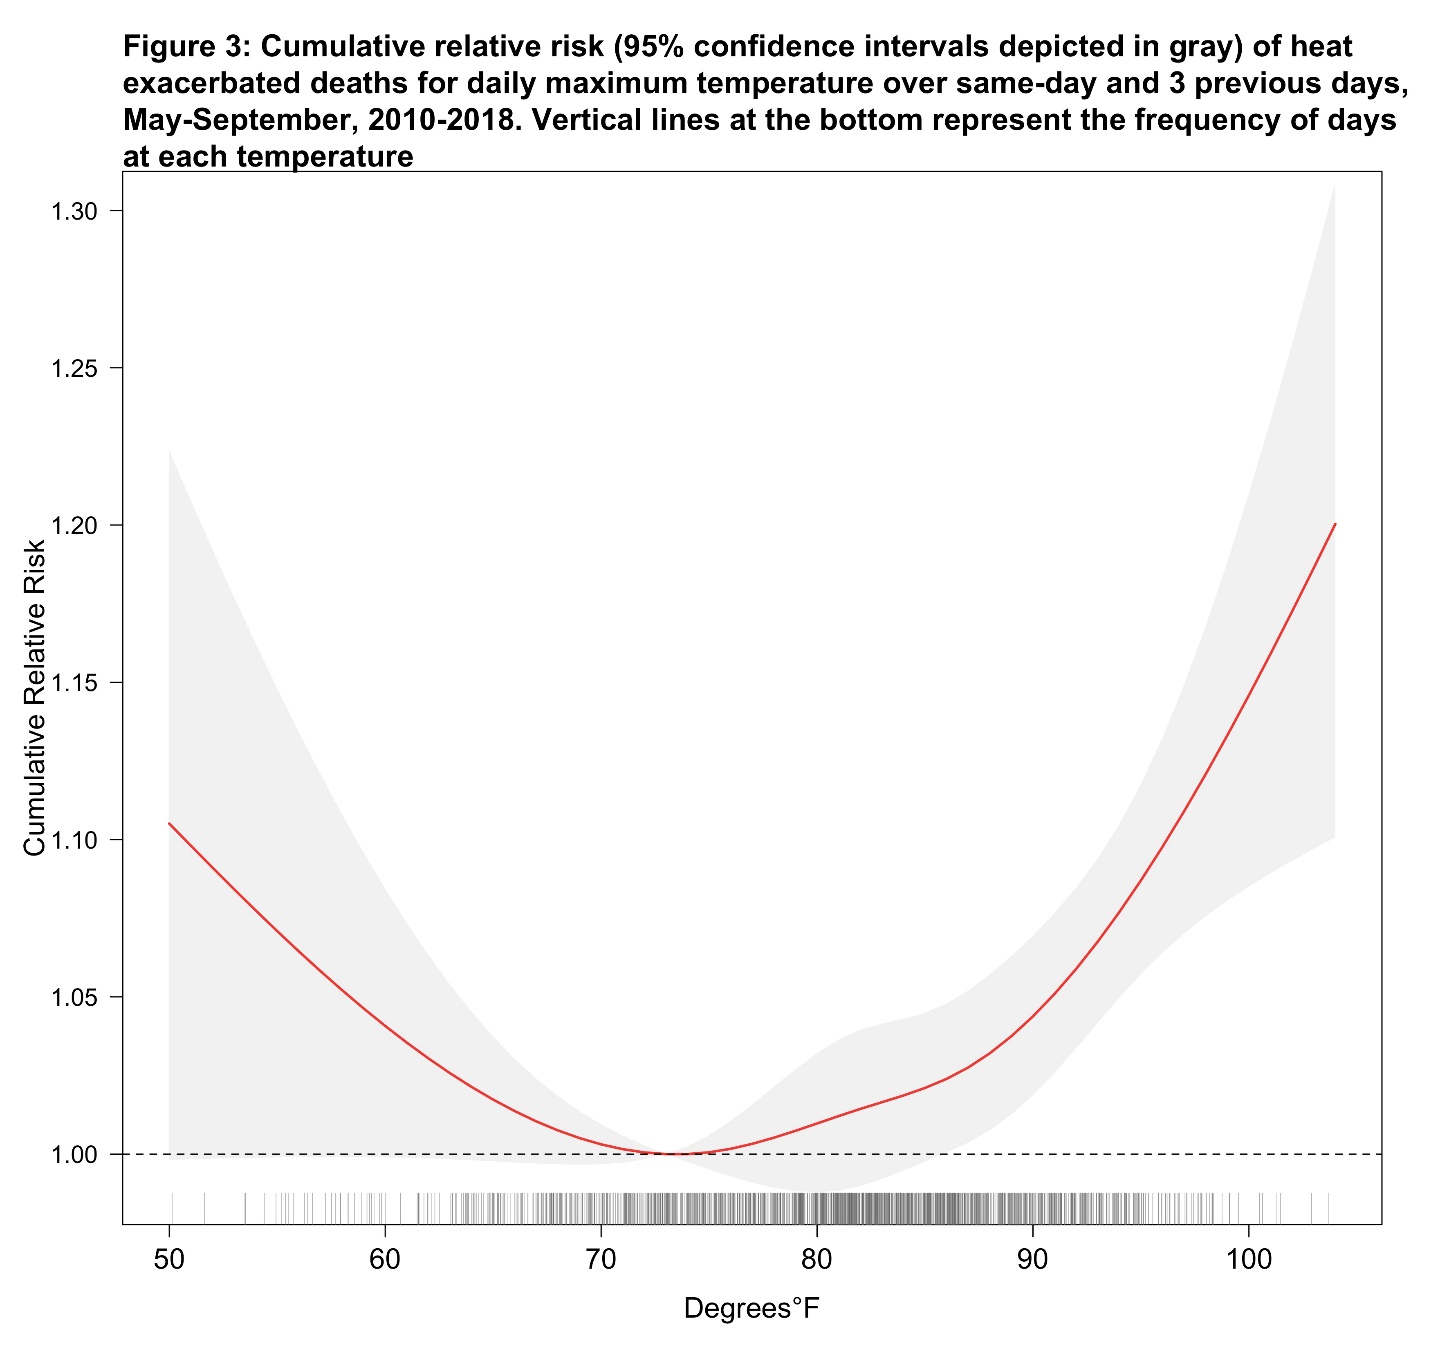 Figure 3: Cumulative relative risk (95% confidence intervals depicted in gray) of heat
exacerbated deaths for daily maximum temperature over same-day and 3 previous days,
May-September, 2010-2018. Vertical lines at the bottom represent the frequency of days
at each temperature
1.30
1.25
1.20
1.15
1.10
1.05
1.00
Cumulative Relative Risk
50 60 70 80 90 100
Degrees°F